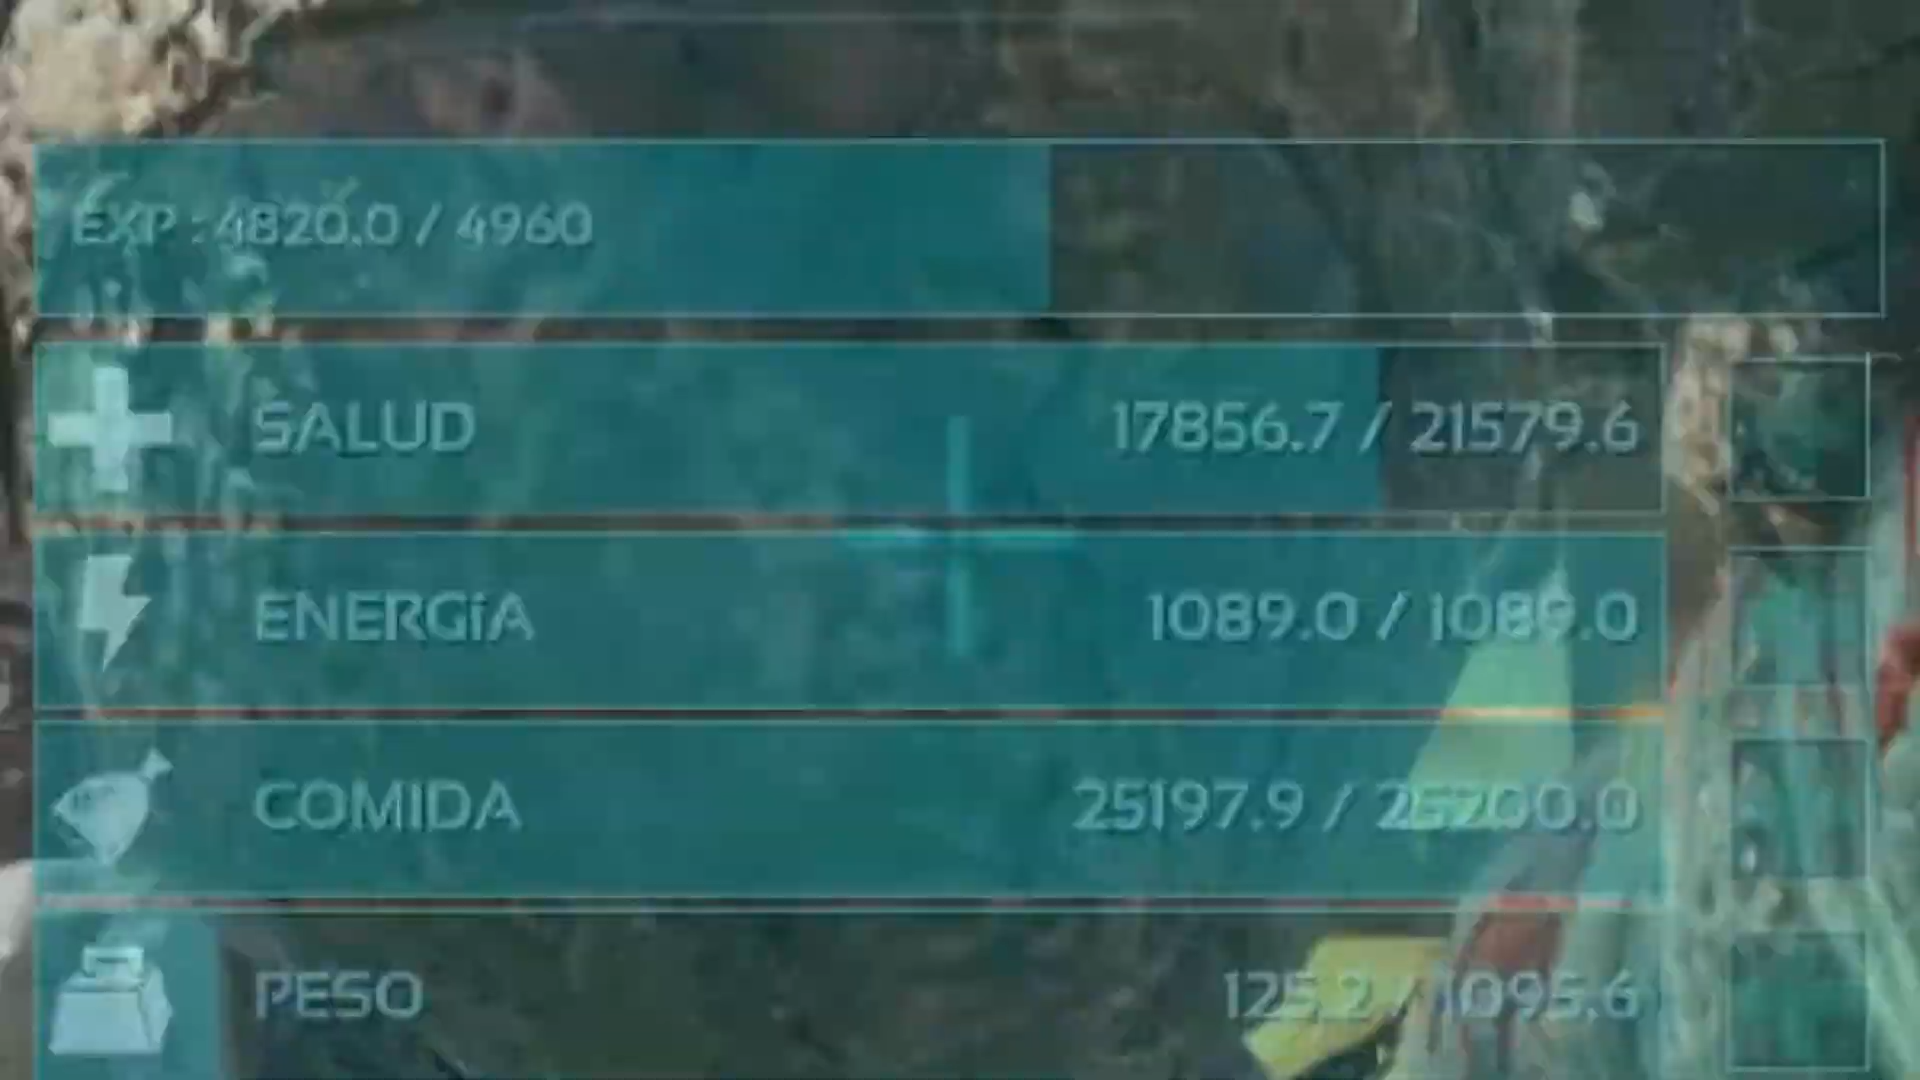 EXP : 4820.0 / 4960
SALUD 17856.7 / 21579.6
ENERGíA 1089.0 / 1089.0
COMIDA 25197.9 / 25200.0
PESO 125.2 / 1095.6